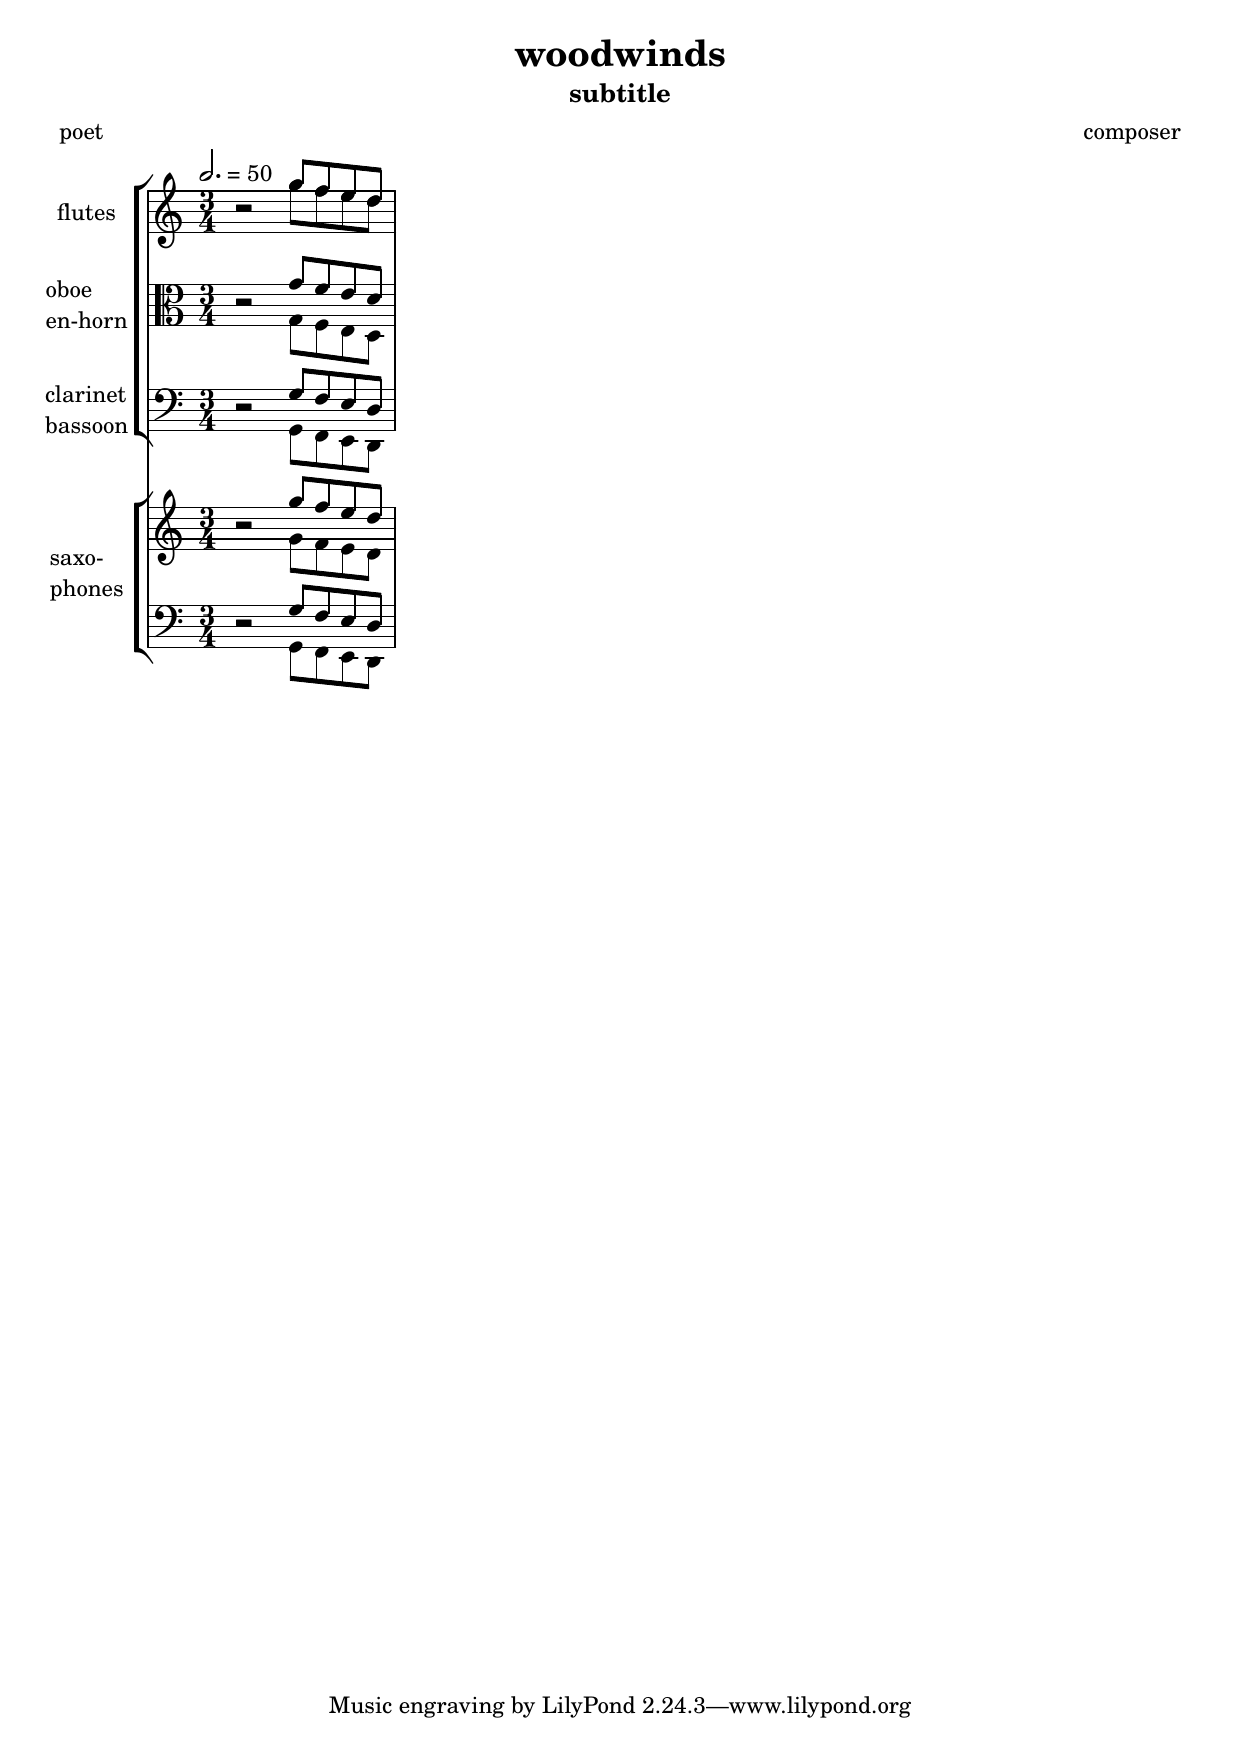 woodwinds
subtitle
poet composer
= 50
flutes
oboe
en-horn
clarinet
bassoon
saxo-
phones
Music engraving by LilyPond 2.24.3—www.lilypond.org